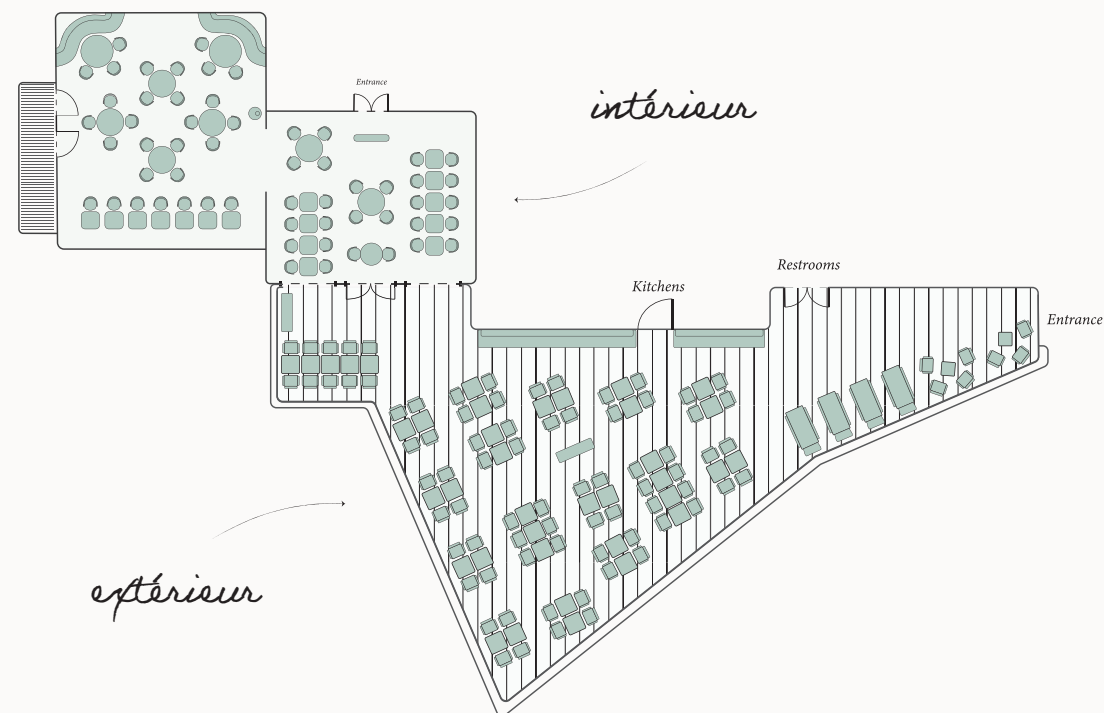 Entrance
intérieur
Restrooms
Kitchens
Entrance
extérieur